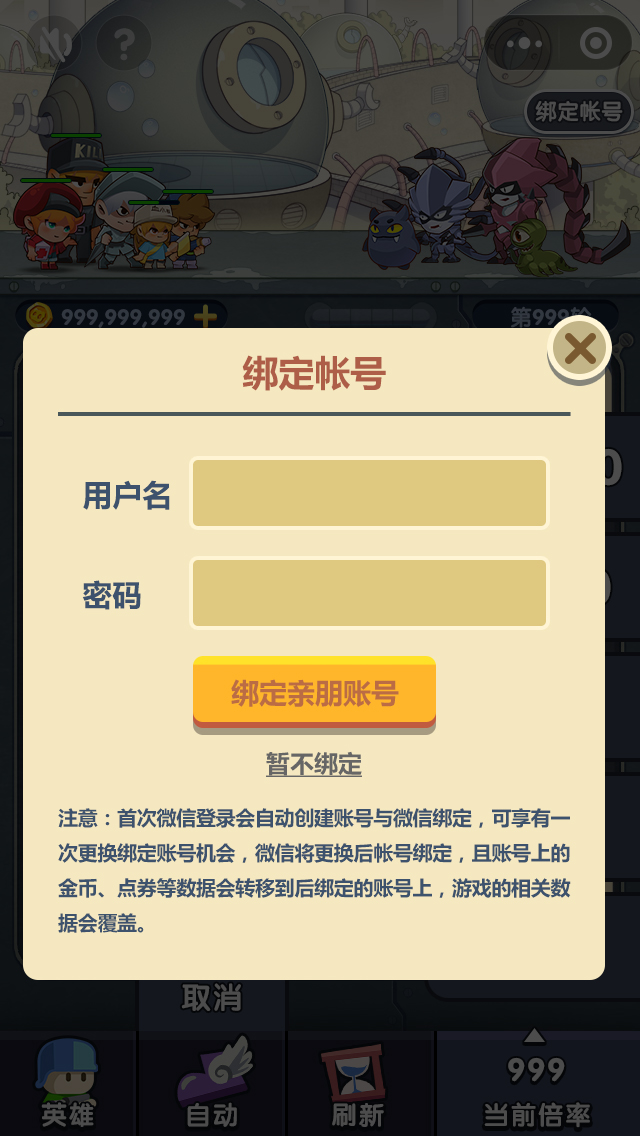 ?
绑定帐号
KILL
999,999,999
绑定帐号
用户名
密码
绑定亲朋账号
暂不绑定
注意：首次微信登录会自动创建账号与微信绑定，可享有一
次更换绑定账号机会，微信将更换后帐号绑定，且账号上的
金币、点券等数据会转移到后绑定的账号上，游戏的相关数
据会覆盖。
取消
999
英雄
自动
刷新
当前倍率